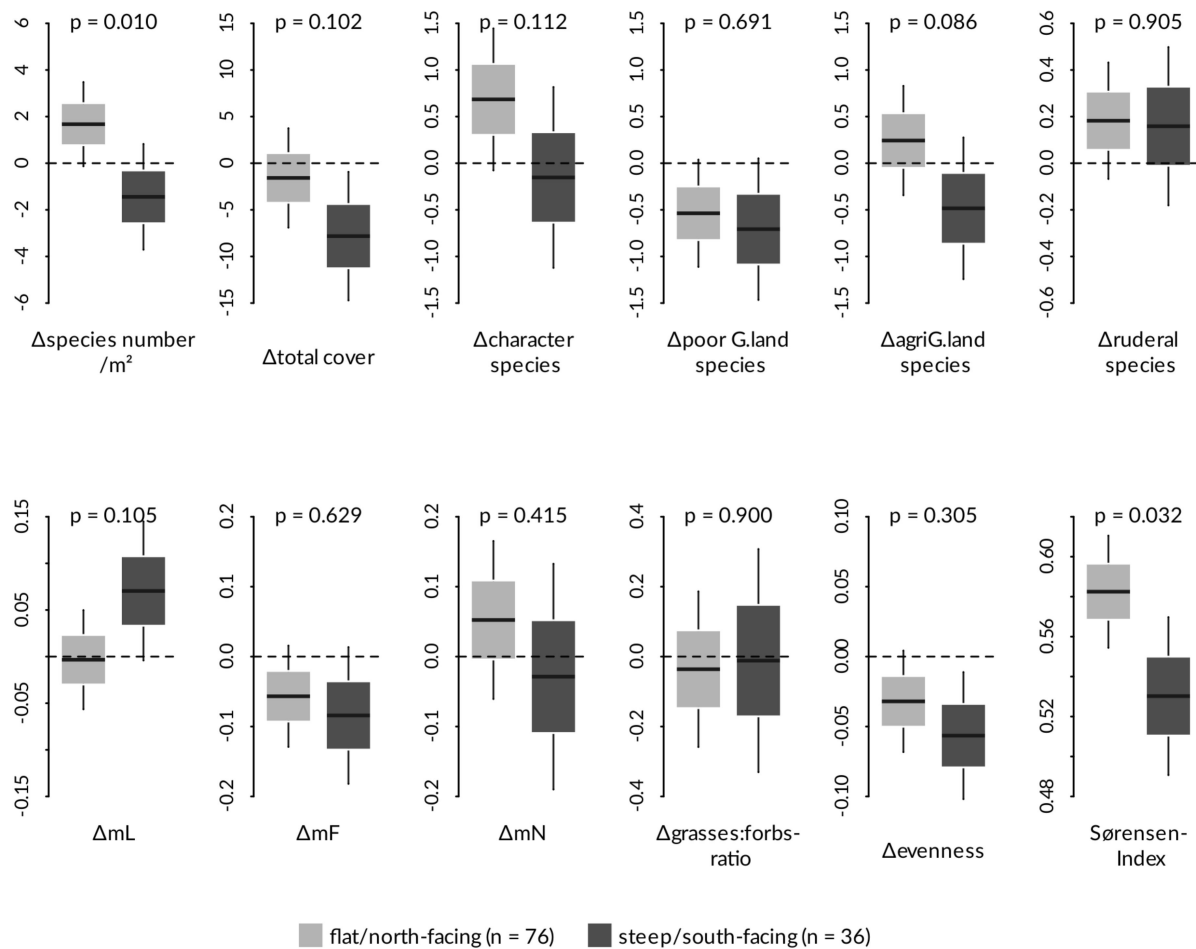 p = 0.010
6
4
2
0
-2
-4
-6
Δspecies number
/m²
p = 0.102
15
10
5
0
-5
-10
-15
Δtotal cover
p = 0.112
1.5
1.0
0.5
0.0
-0.5
-1.0
-1.5
Δcharacter
species
p = 0.691
1.5
1.0
0.5
0.0
-0.5
-1.0
-1.5
Δpoor G.land
species
p = 0.086
1.5
1.0
0.5
0.0
-0.5
-1.0
-1.5
ΔagriG.land
species
p = 0.905
0.6
0.4
0.2
0.0
-0.2
-0.4
-0.6
Δruderal
species
p = 0.105
0.15
0.05
-0.05
-0.15
ΔmL
p = 0.629
0.2
0.1
0.0
-0.1
-0.2
ΔmF
p = 0.415
0.2
0.1
0.0
-0.1
-0.2
ΔmN
p = 0.900
0.4
0.2
0.0
-0.2
-0.4
Δgrasses:forbs-
ratio
p = 0.305
0.10
0.05
0.00
-0.05
-0.10
Δevenness
p = 0.032
0.60
0.56
0.52
0.48
Sørensen-
Index
flat/north-facing (n = 76)
steep/south-facing (n = 36)